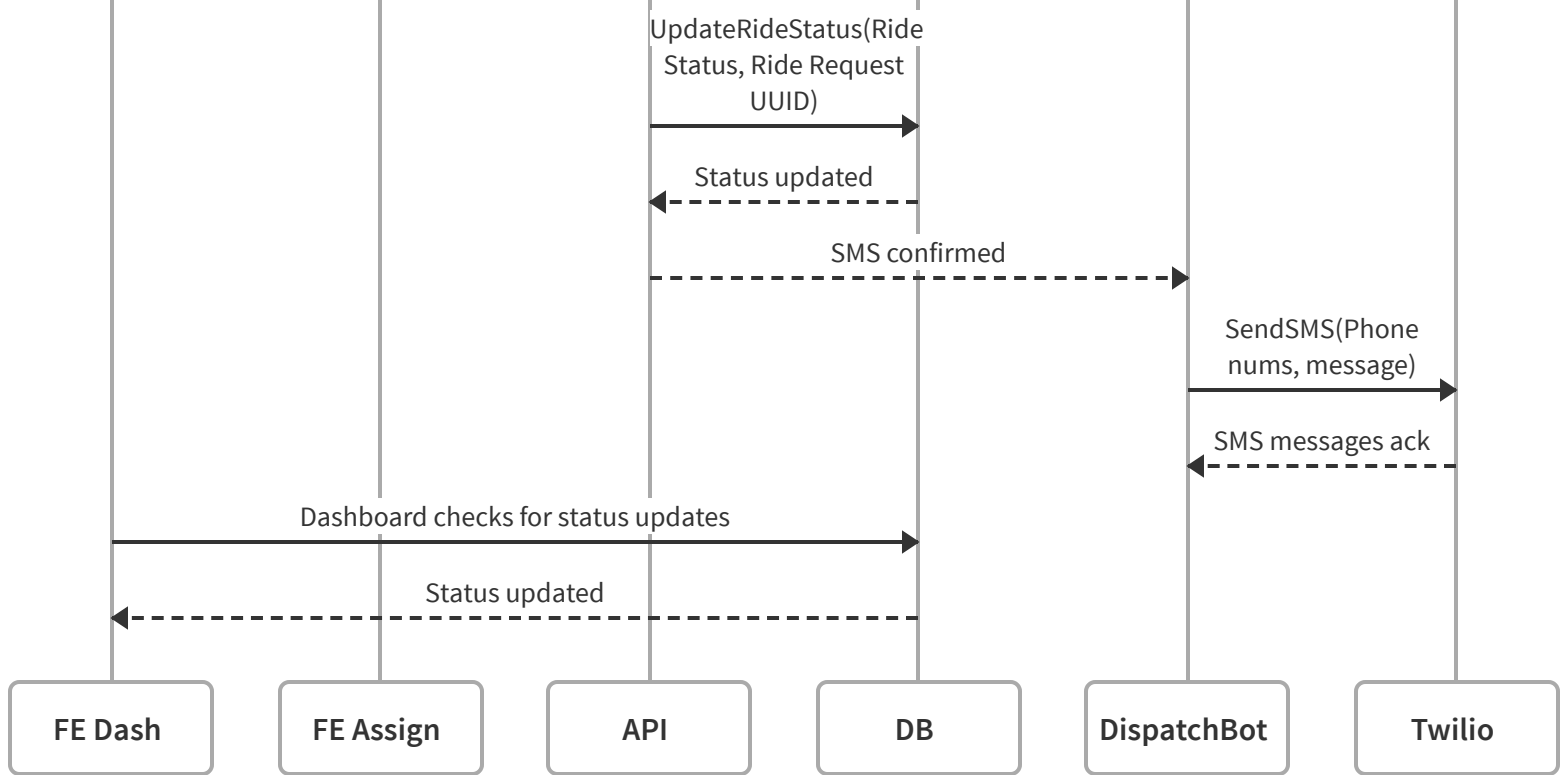 UpdateRideStatus(Ride
Status, Ride Request
UUID)
Status updated
SMS confirmed
SendSMS(Phone
nums, message)
SMS messages ack
Dashboard checks for status updates
Status updated
FE Dash
FE Assign
API
DB
DispatchBot
Twilio